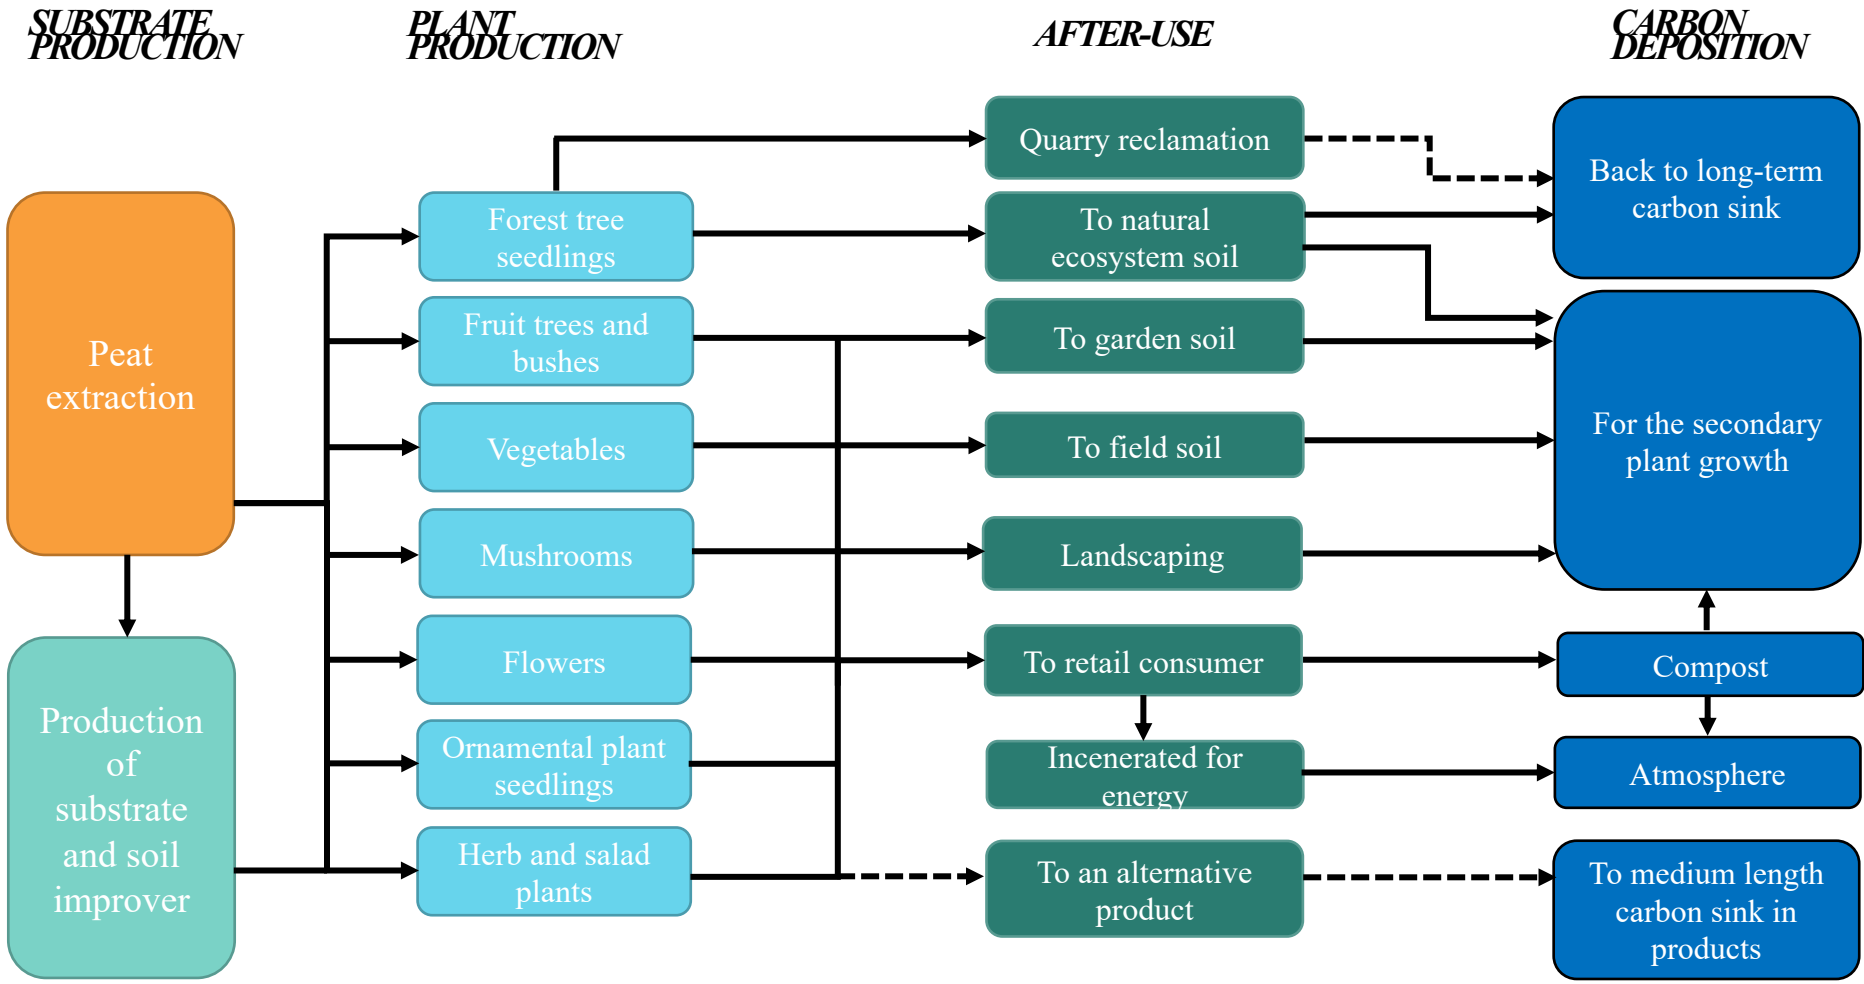 SUBSTRATE
PRODUCTION
PLANT
PRODUCTION
AFTER-USE
CARBON
DEPOSITION
Peat
extraction
Production
of
substrate
and soil
improver
Forest tree
seedlings
Fruit trees and
bushes
Vegetables
Mushrooms
Flowers
Ornamental plant
seedlings
Herb and salad
plants
Quarry reclamation
To natural
ecosystem soil
To garden soil
To field soil
Landscaping
To retail consumer
Incenerated for
energy
To an alternative
product
Back to long-term
carbon sink
For the secondary
plant growth
Compost
Atmosphere
To medium length
carbon sink in
products